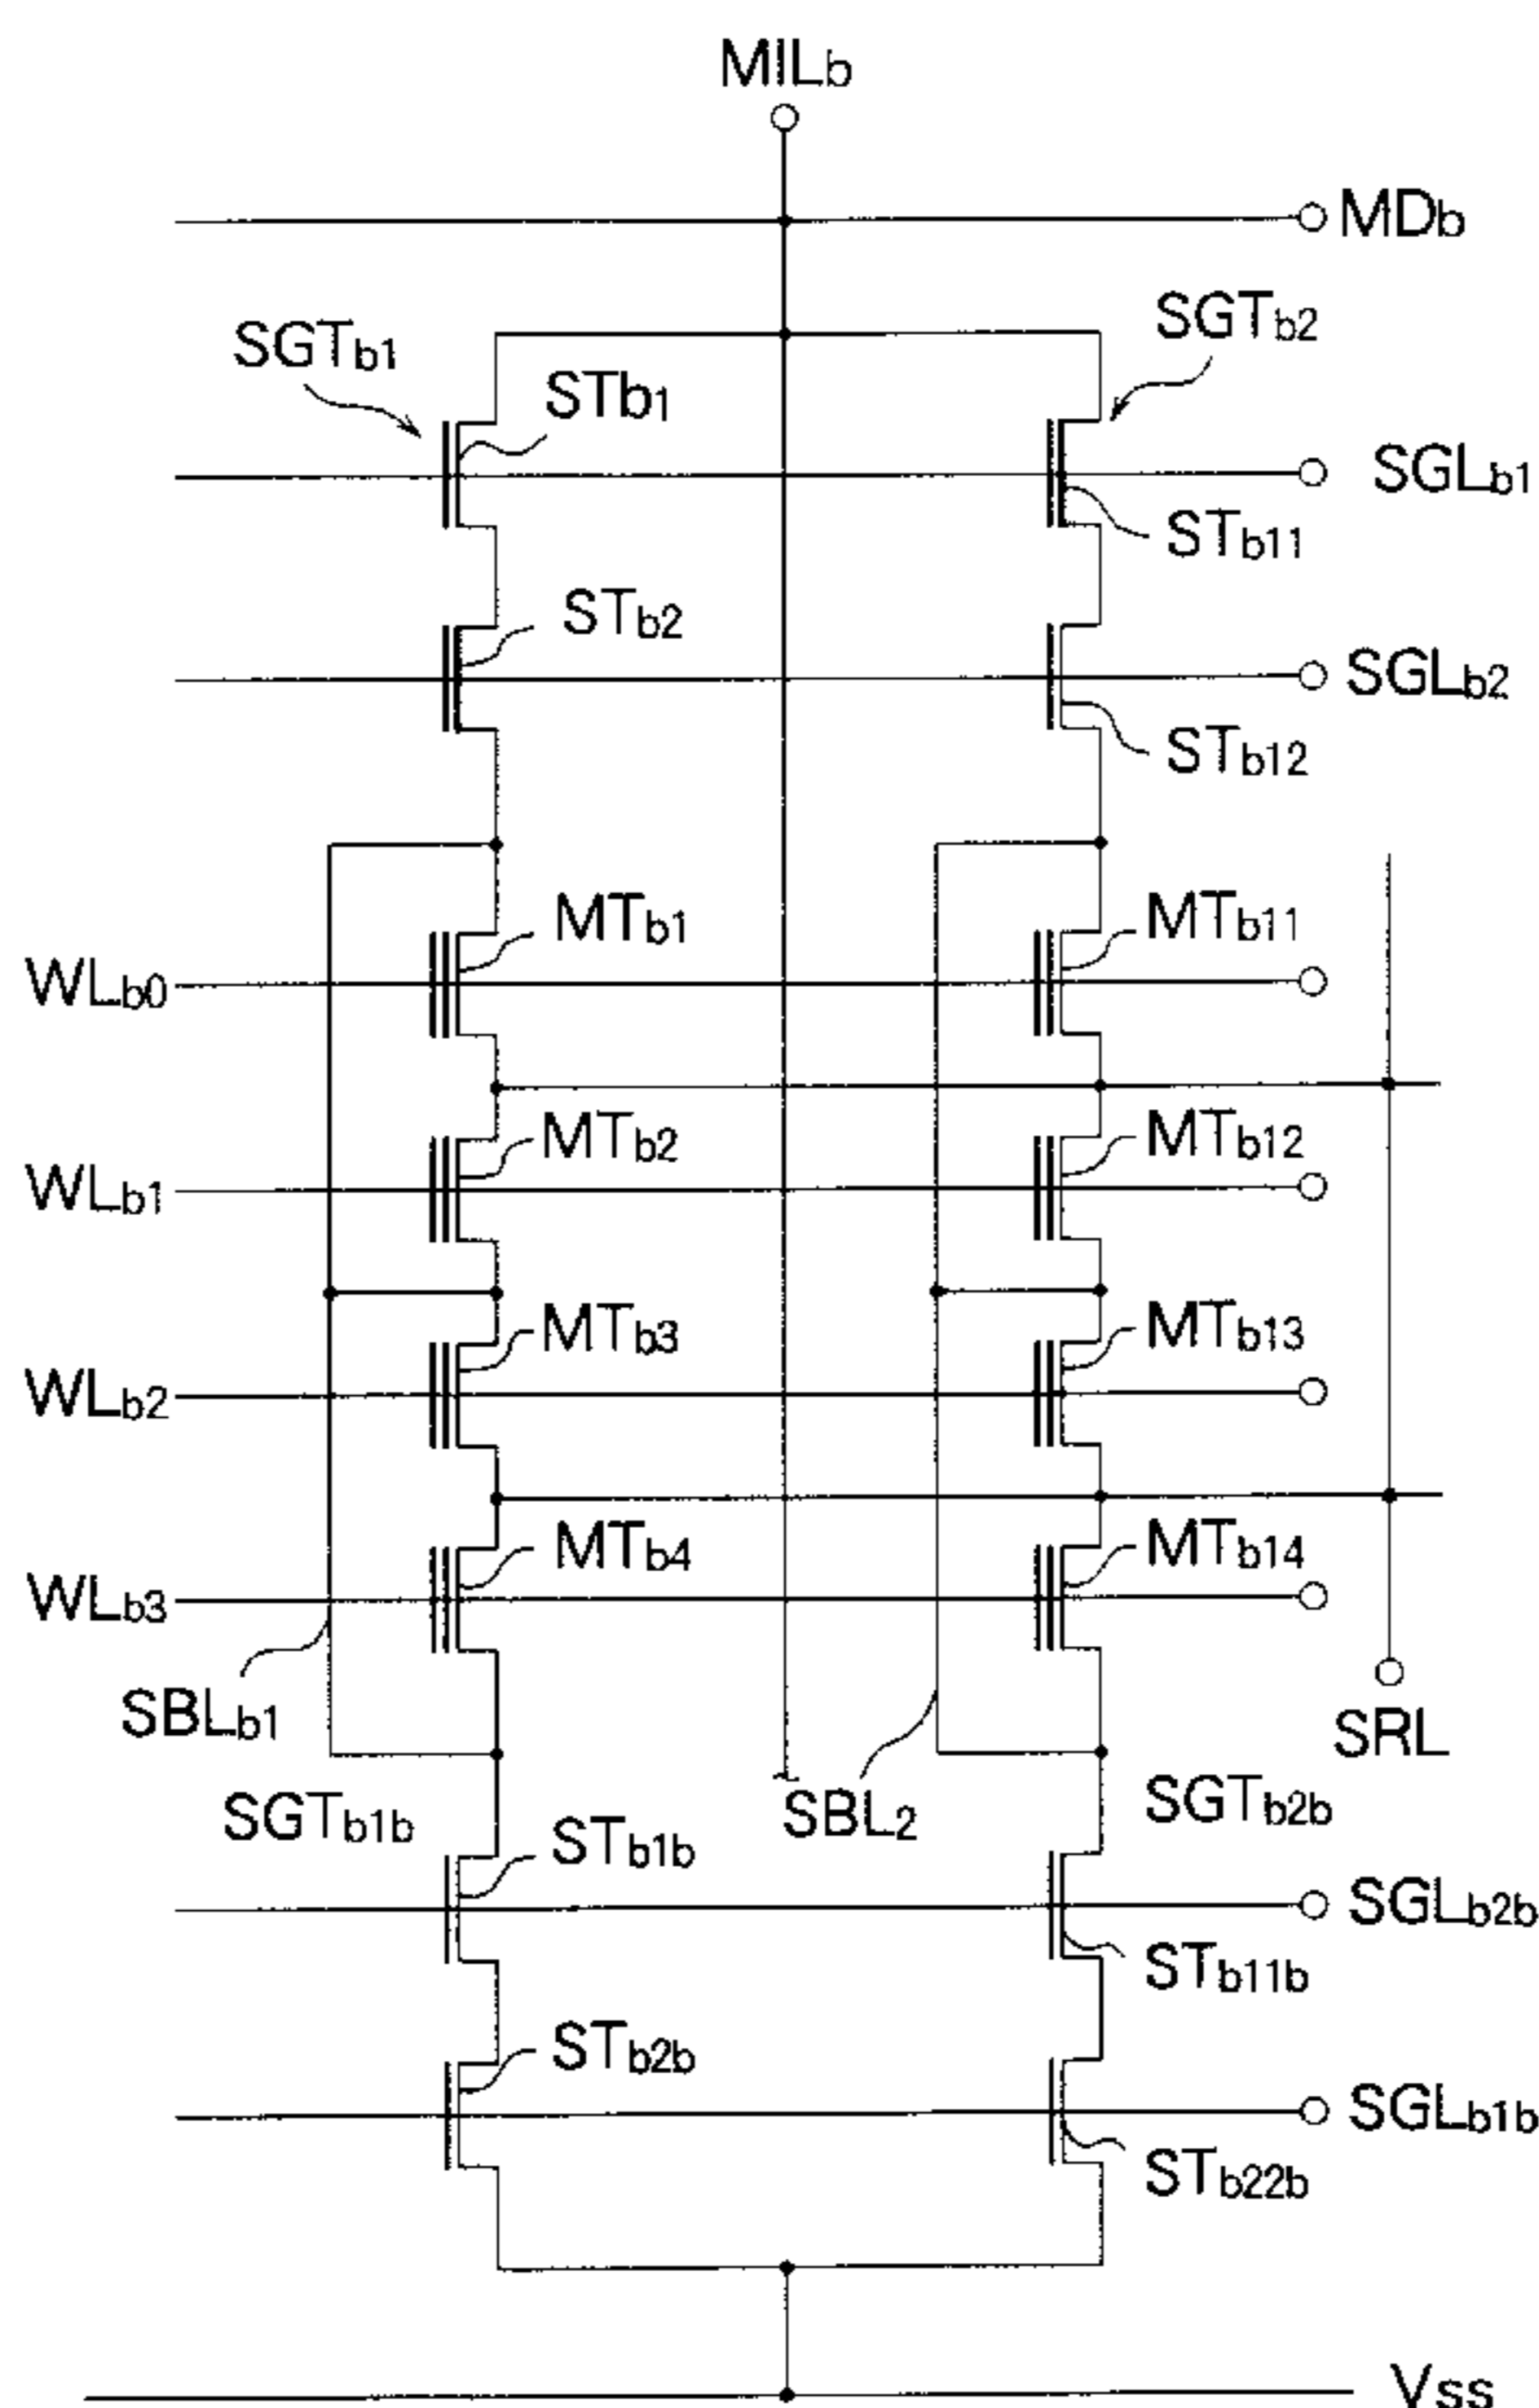 MILb
MDb
SGTb1
STb1
SGTb2
SGLb1
STb11
STb2
SGLb2
STb12
MTb1
MTb11
WLb0
MTb2
MTb12
WLb1
MTb3
MTb13
WLb2
MTb4
MTb14
WLb3
SBLb1
SRL
SGTb1b
STb1b
SBL2
SGTb2b
SGLb2b
STb11b
STb2b
SGLb1b
STb22b
Vss